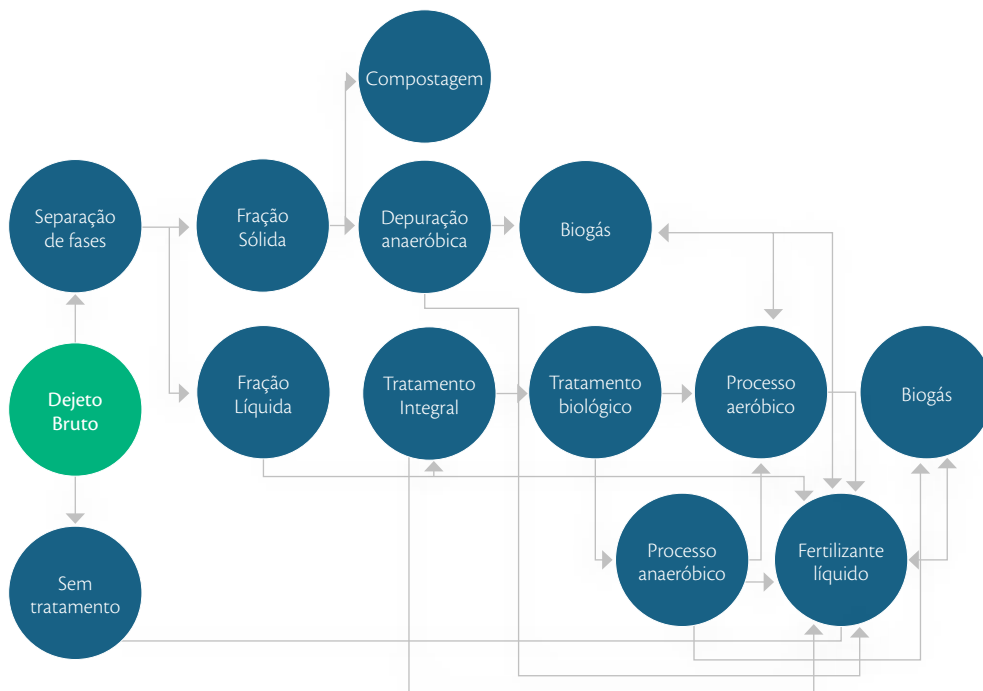 Compostagem
Separação
de fases
Fração
Sólida
Depuração
anaeróbica
Biogás
Dejeto
Bruto
Fração
Líquida
Tratamento
Integral
Tratamento
biológico
Processo
aeróbico
Biogás
Sem
tratamento
Processo
anaeróbico
Fertilizante
líquido